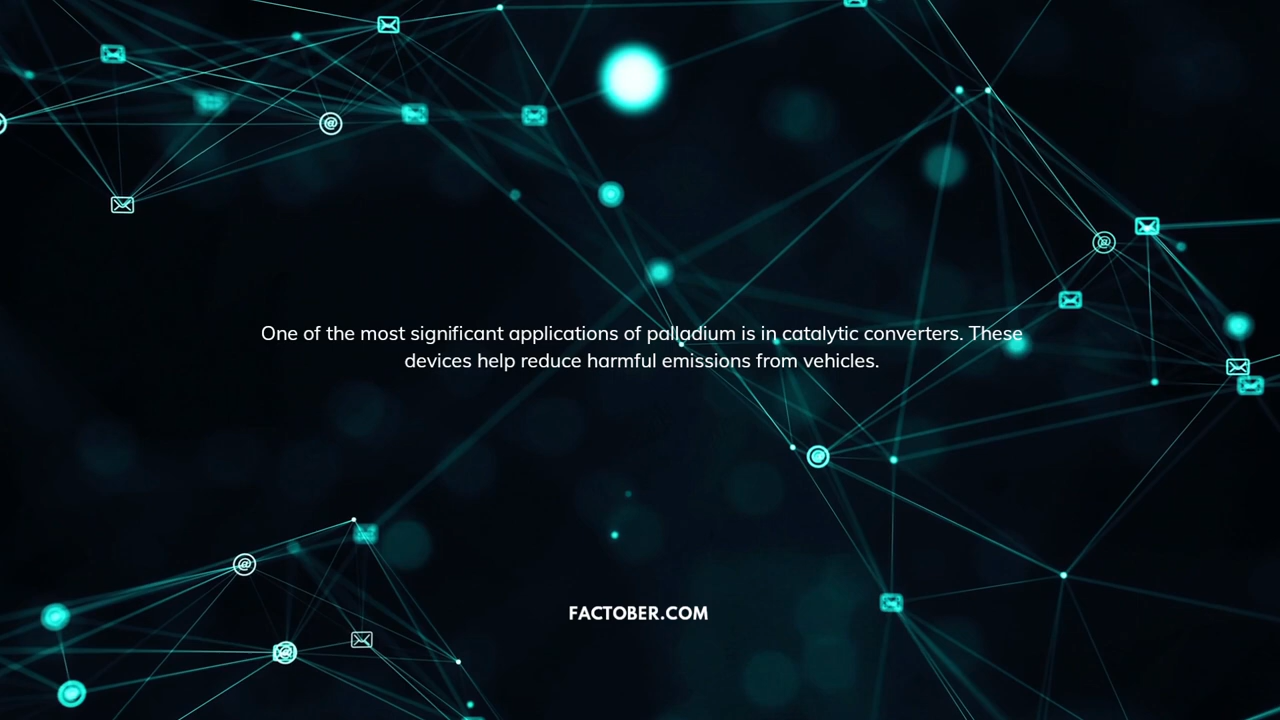 One of the most significant applications of palladium is in catalytic converters. These
devices help reduce harmful emissions from vehicles.
FACTOBER.COM